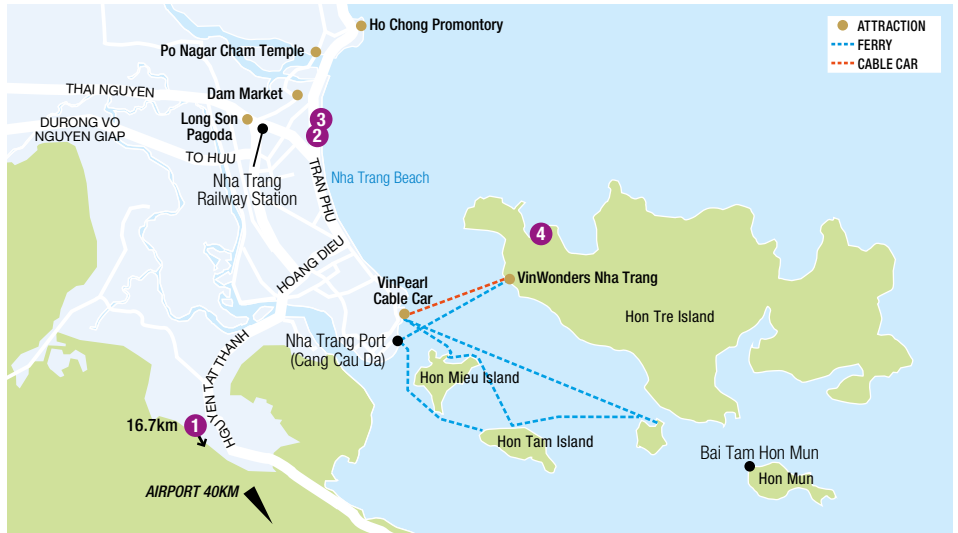 Ho Chong Promontory
ATTRACTION
FERRY
CABLE CAR
Po Nagar Cham Temple
THAI NGUYEN
Dam Market
DURONG VO
NGUYEN GIAP
Long Son
Pagoda
3
2
TO HUU
Nha Trang
Railway Station
TRAN PHU
Nha Trang Beach
4
HOANG DIEU
VinPearl
Cable Car
VinWonders Nha Trang
Hon Tre Island
Nha Trang Port
(Cang Cau Da)
HGUYEN TAT THANH
Hon Mieu Island
16.7km
1
Hon Tam Island
Bai Tam Hon Mun
Hon Mun
AIRPORT 40KM